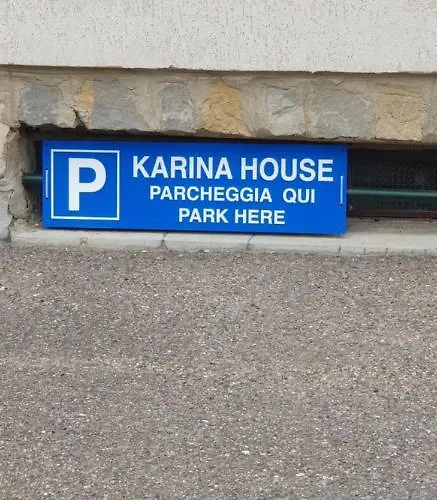 P
KARINA HOUSE
PARCHEGGIA QUI
PARK HERE